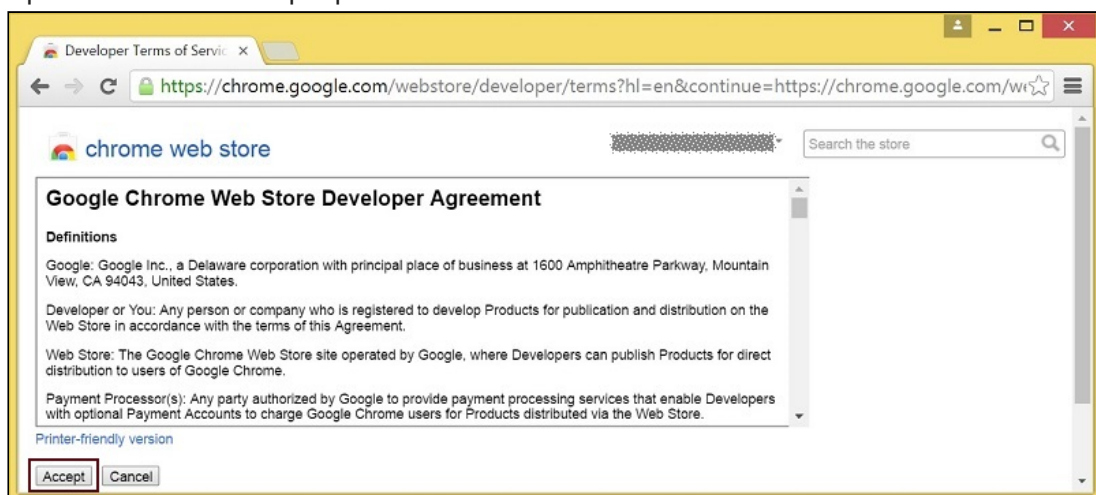 Developer Terms of Servic
https://chrome.google.com/webstore/developer/terms?hl=en&continue=https://chrome.google.com/we
chrome web store
Search the store
Google Chrome Web Store Developer Agreement
Definitions
Google: Google Inc., a Delaware corporation with principal place of business at 1600 Amphitheatre Parkway, Mountain
View, CA 94043, United States.
Developer or You: Any person or company who is registered to develop Products for publication and distribution on the
Web Store in accordance with the terms of this Agreement.
Web Store: The Google Chrome Web Store site operated by Google, where Developers can publish Products for direct
distribution to users of Google Chrome.
Payment Processor(s): Any party authorized by Google to provide payment processing services that enable Developers
with optional Payment Accounts to charge Google Chrome users for Products distributed via the Web Store.
Printer-friendly version
Accept Cancel